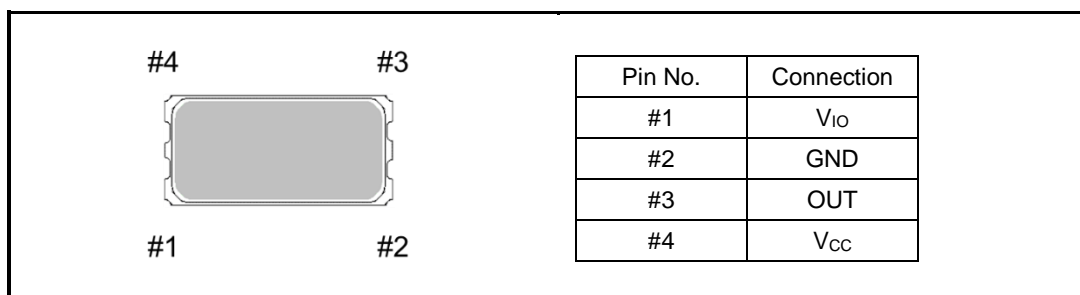 #4 #3
#1 #2
Pin No. Connection
#1 VIO
#2 GND
#3 OUT
#4 VCC